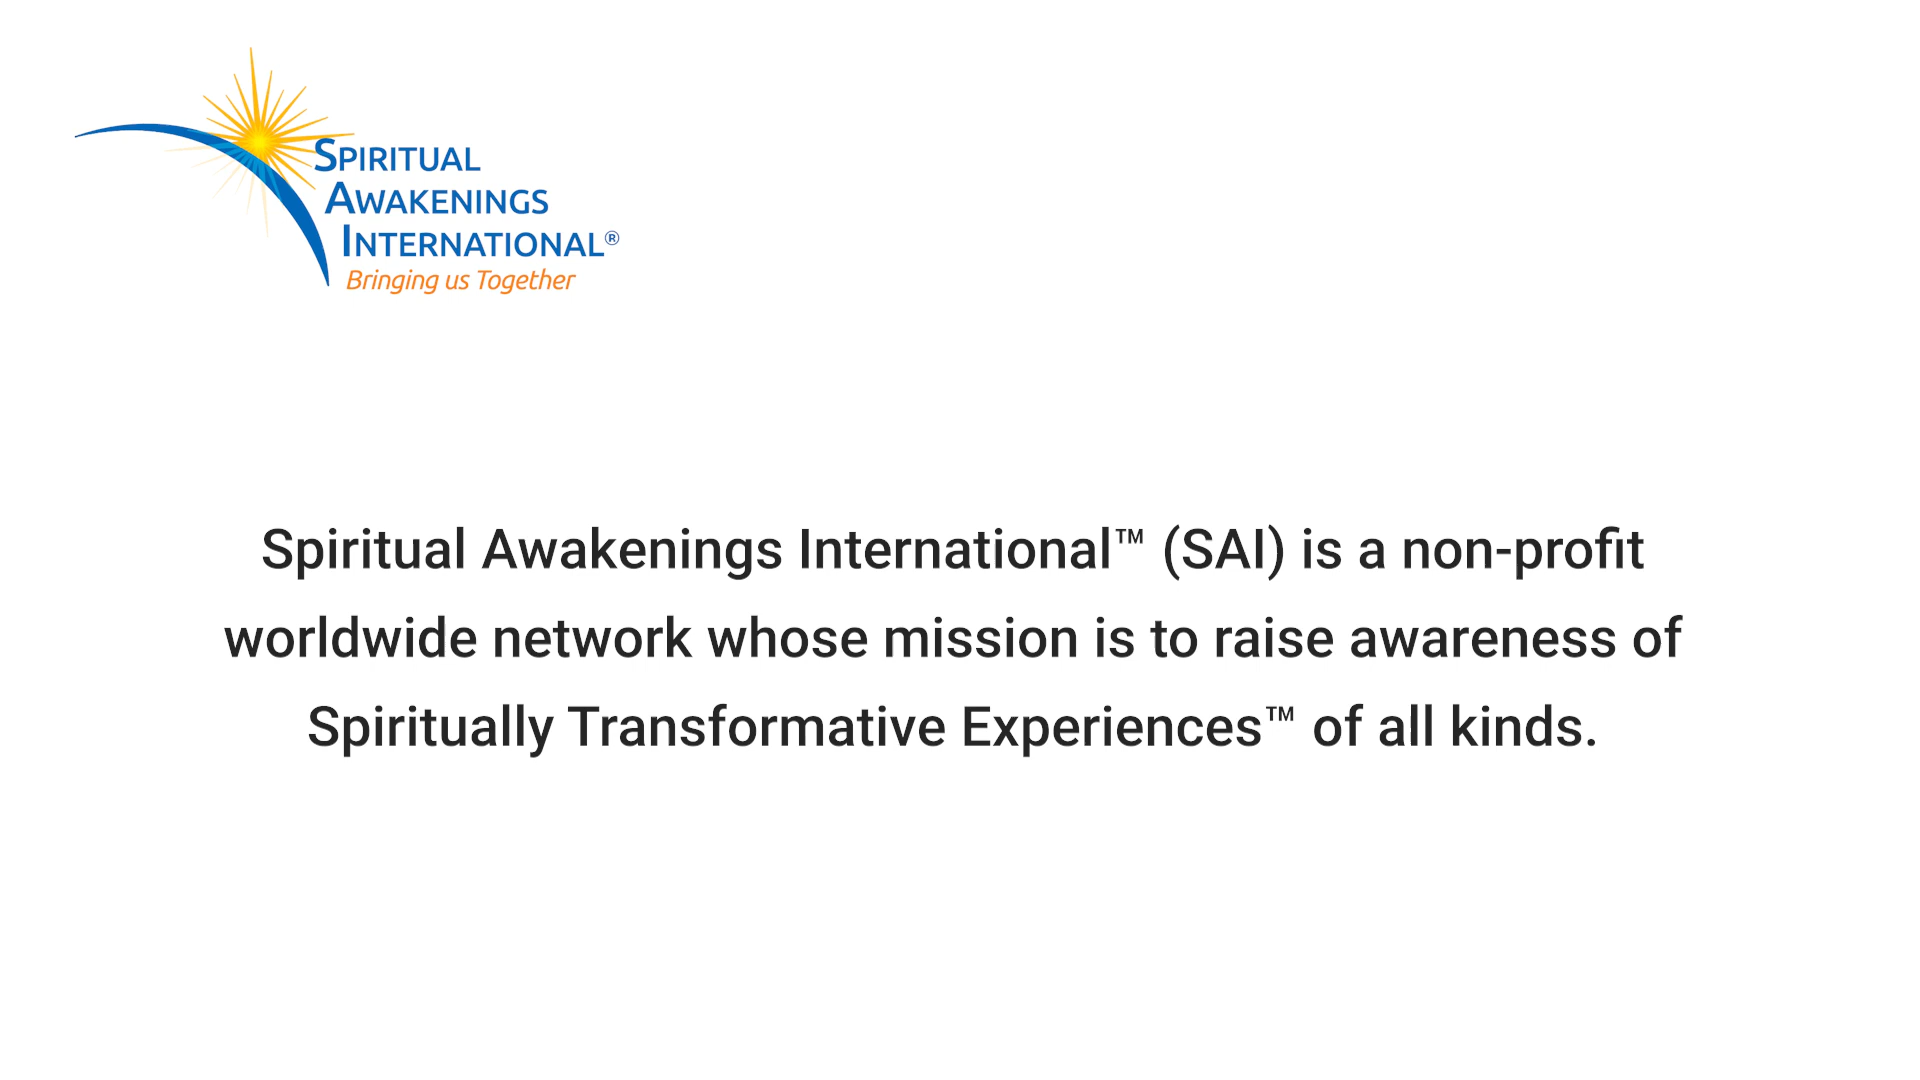 SPIRITUAL
AWAKENINGS
INTERNATIONAL®
Bringing us Together
Spiritual Awakenings International™ (SAI) is a non-profit
worldwide network whose mission is to raise awareness of
Spiritually Transformative Experiences™ of all kinds.